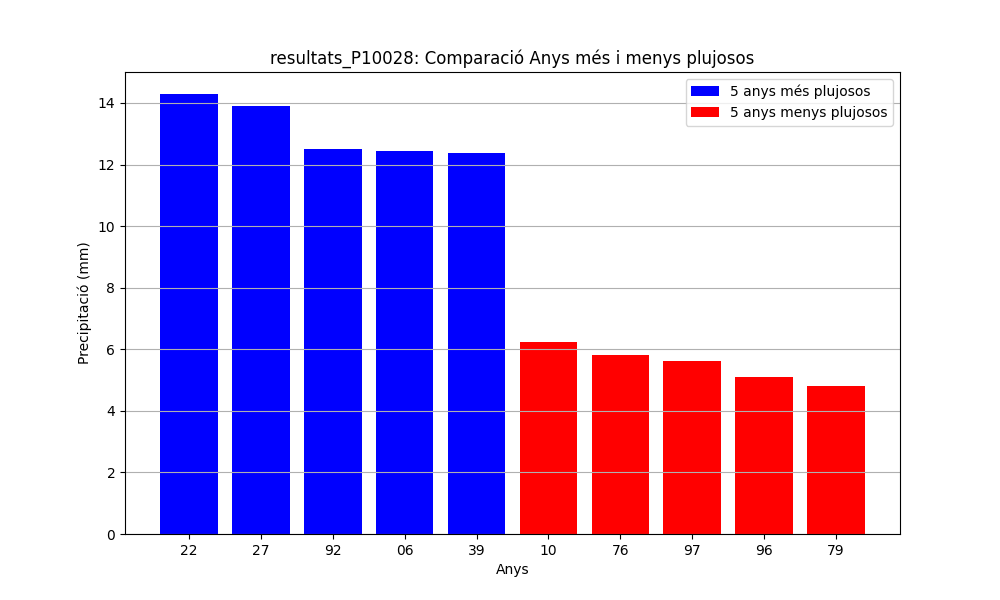 resultats_P10028: Comparació Anys més i menys plujosos
5 anys més plujosos
5 anys menys plujosos
Precipitació (mm)
14
12
10
8
6
4
2
0
22 27 92 06 39 10 76 97 96 79
Anys